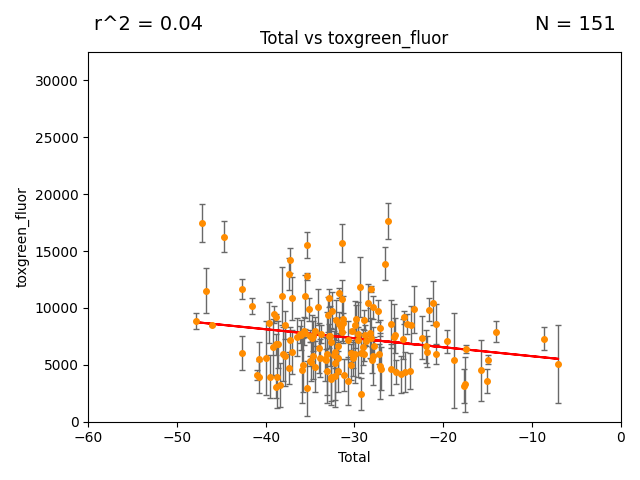 r^2 = 0.04
N = 151
Total vs toxgreen_fluor
30000
25000
20000
15000
10000
5000
0
toxgreen_fluor
−60
−50
−40
−30
−20
−10
0
Total